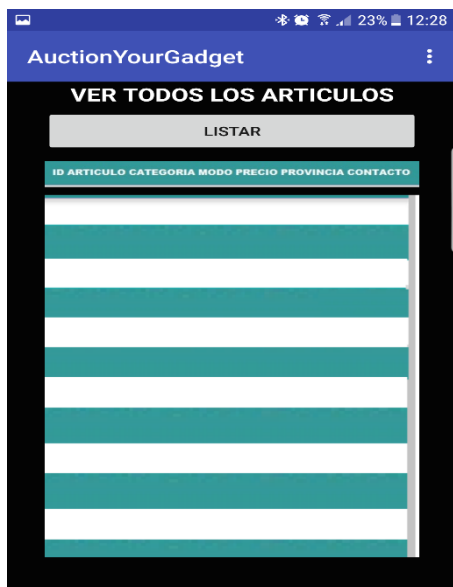 23% 12:28
AuctionYourGadget
VER TODOS LOS ARTICULOS
LISTAR
ID ARTICULO CATEGORIA MODO PRECIO PROVINCIA CONTACTO